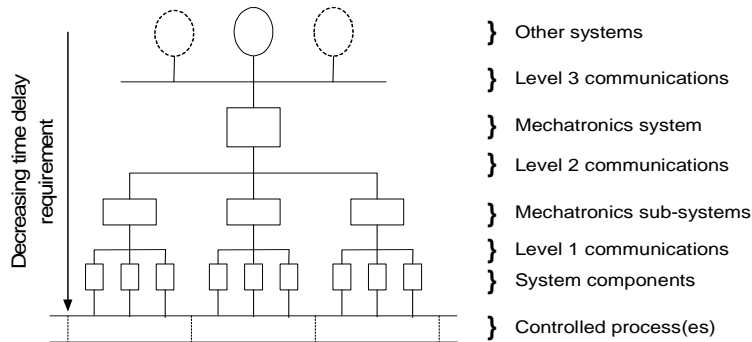 Decreasing time delay
requirement
Other systems
Level 3 communications
Mechatronics system
Level 2 communications
Mechatronics sub-systems
Level 1 communications
System components
Controlled process(es)